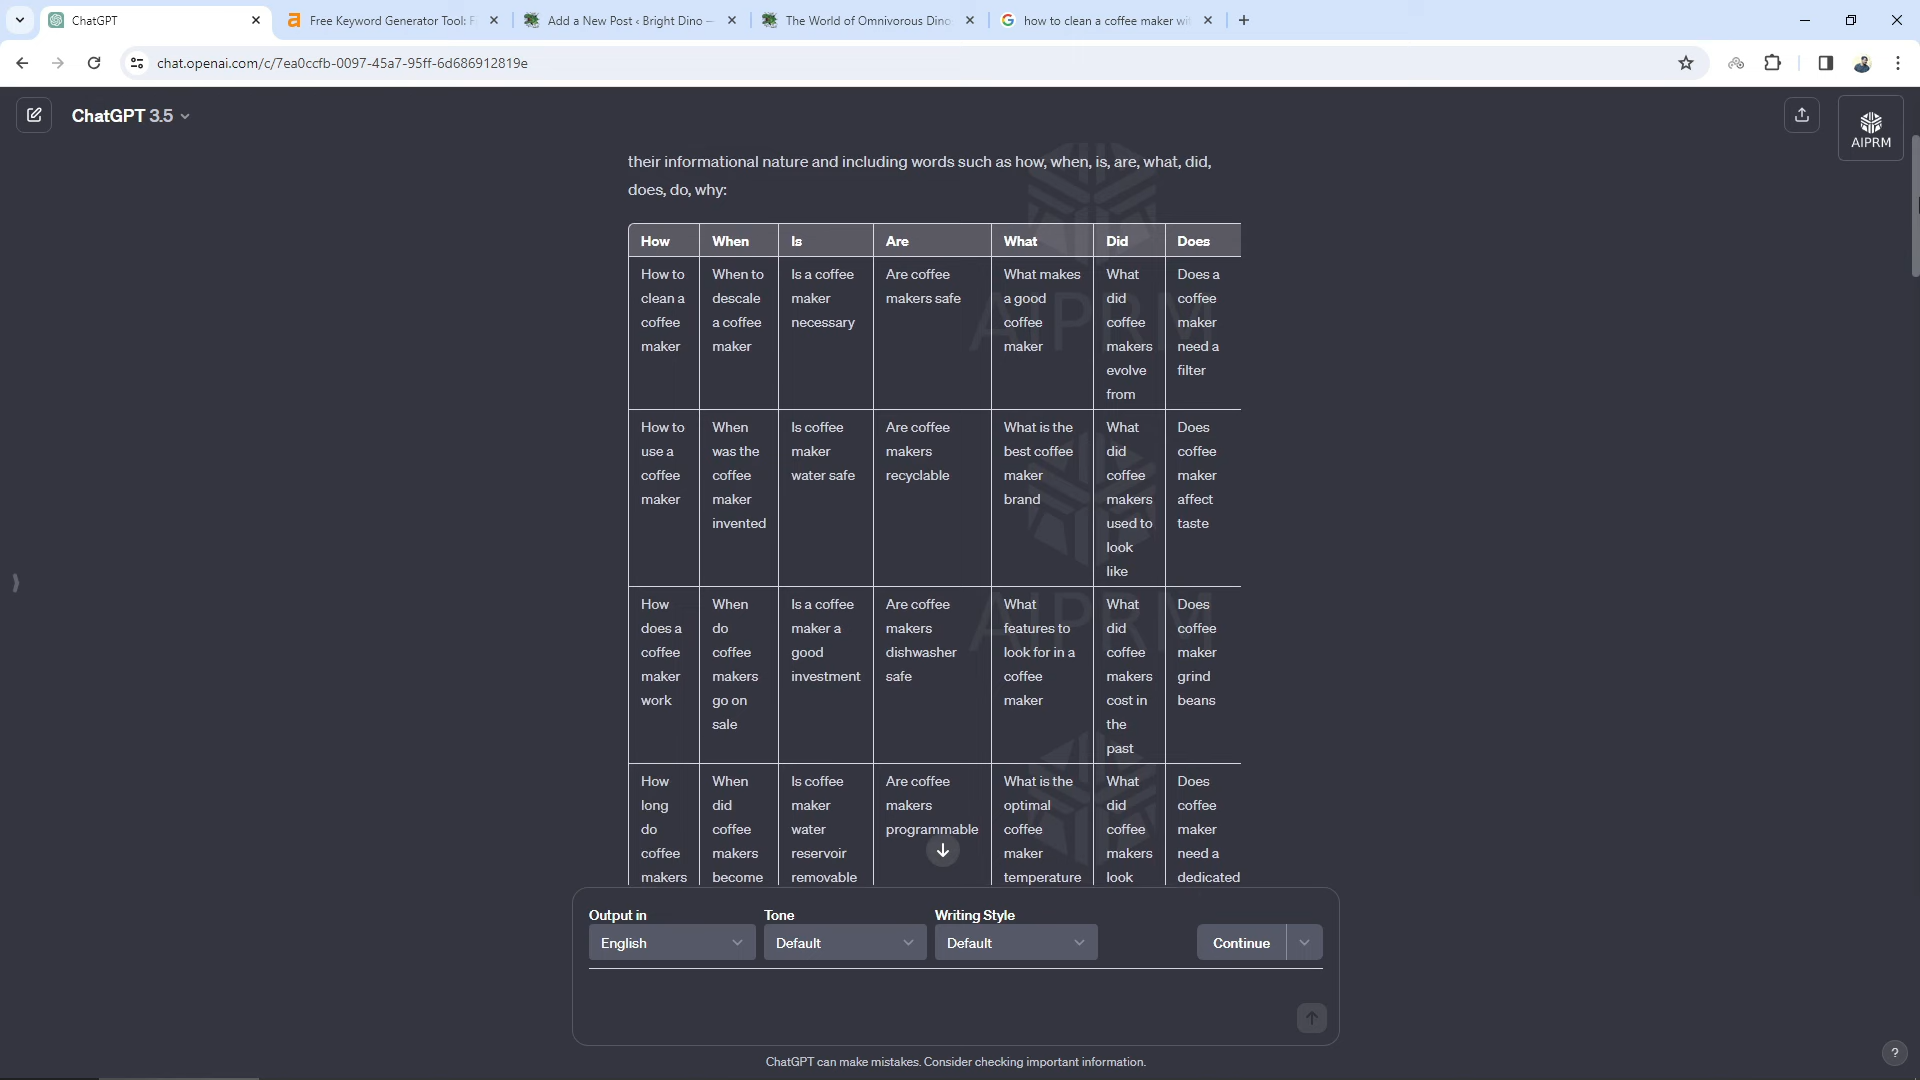 ChatGPT
Free Keyword Generator Tool: F
Add a New Post ‹ Bright Dino —
The World of Omnivorous Dino
how to clean a coffee maker wi
chat.openai.com/c/7ea0ccfb-0097-45a7-95ff-6d686912819e
ChatGPT 3.5
AIPRM
their informational nature and including words such as how, when, is, are, what, did,
does, do, why:
How When Is Are What Did Does
How to When to Is a coffee Are coffee What makes What Does a
clean a descale maker makers safe a good did coffee
coffee a coffee necessary coffee coffee maker
maker maker maker makers need a
evolve filter
from
How to When Is coffee Are coffee What is the What Does
use a was the maker makers best coffee did coffee
coffee coffee water safe recyclable maker coffee maker
maker maker brand makers affect
invented used to taste
look
like
How When Is a coffee Are coffee What What Does
does a do maker a makers features to did coffee
coffee coffee good dishwasher look for in a coffee maker
maker makers investment safe coffee makers grind
work go on maker cost in beans
sale the
past
How When Is coffee Are coffee What is the What Does
long did maker makers optimal did coffee
do coffee water programmable coffee coffee maker
coffee makers reservoir maker makers need a
makers become removable temperature look dedicated
AIPRM
AIPRM
Output in Tone Writing Style
English Default Default Continue
ChatGPT can make mistakes. Consider checking important information.
?